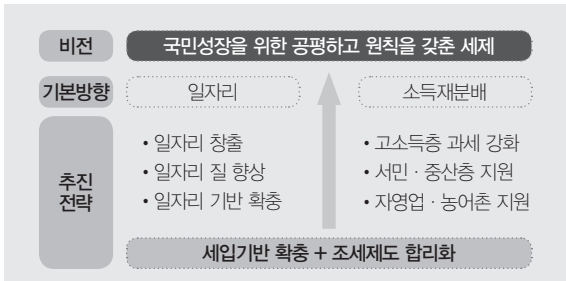 비전
국민성장을 위한 공평하고 원칙을 갖춘 세제
기본방향
일자리
소득재분배
추진
전략
• 일자리 창출
• 일자리 질 향상
• 일자리 기반 확충
• 고소득층 과세 강화
• 서민 · 중산층 지원
• 자영업 · 농어촌 지원
세입기반 확충 + 조세제도 합리화